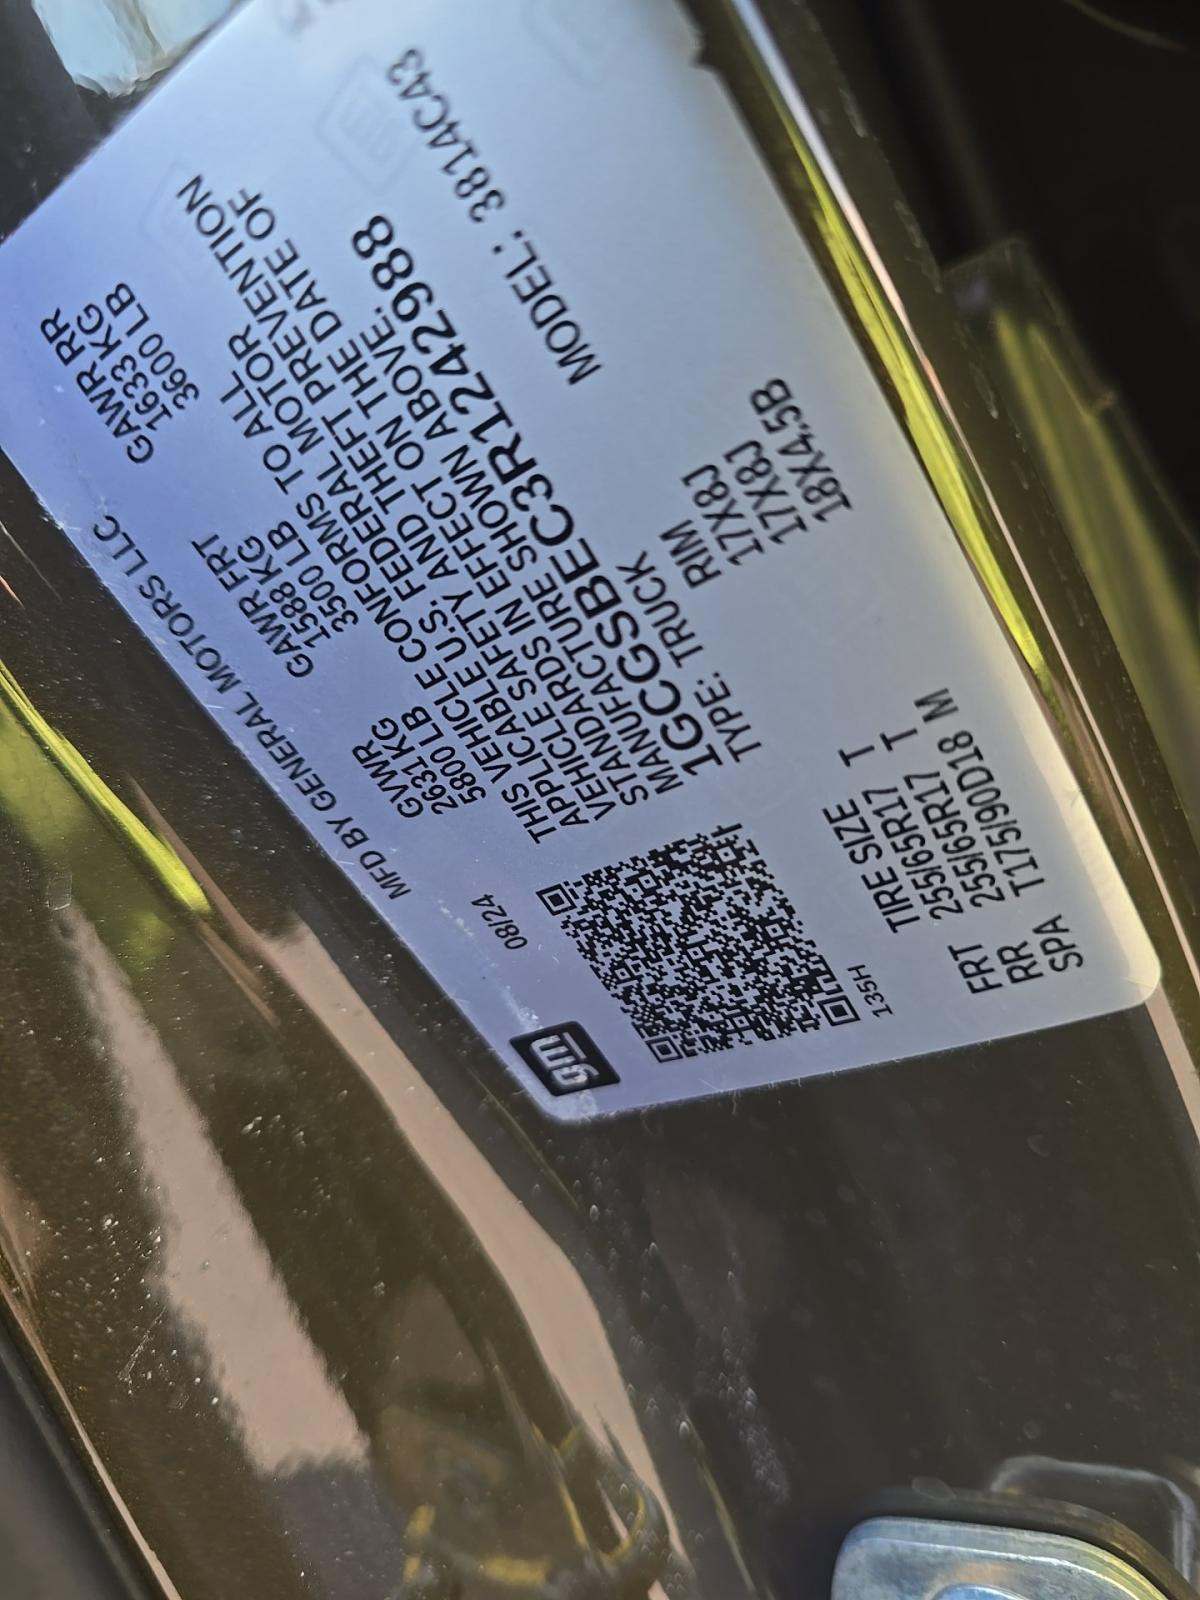 MFD BY GENERAL MOTORS LLC
08/24
GVWR GAWR FRT GAWR RR
2631 KG 1588 KG 1633 KG
5800 LB 3500 LB 3600 LB
THIS VEHICLE CONFORMS TO ALL
APPLICABLE U.S. FEDERAL MOTOR
VEHICLE SAFETY AND THEFT PREVENTION
STANDARDS IN EFFECT ON THE DATE OF
MANUFACTURE SHOWN ABOVE.
1GCGSBEC3R1242988
TYPE: TRUCK MODEL: 3814C43
gm
135H
TIRE SIZE RIM
FRT 255/65R17 T 17X8J
RR 255/65R17 T 17X8J
SPA T175/90D18 M 18X4.5B